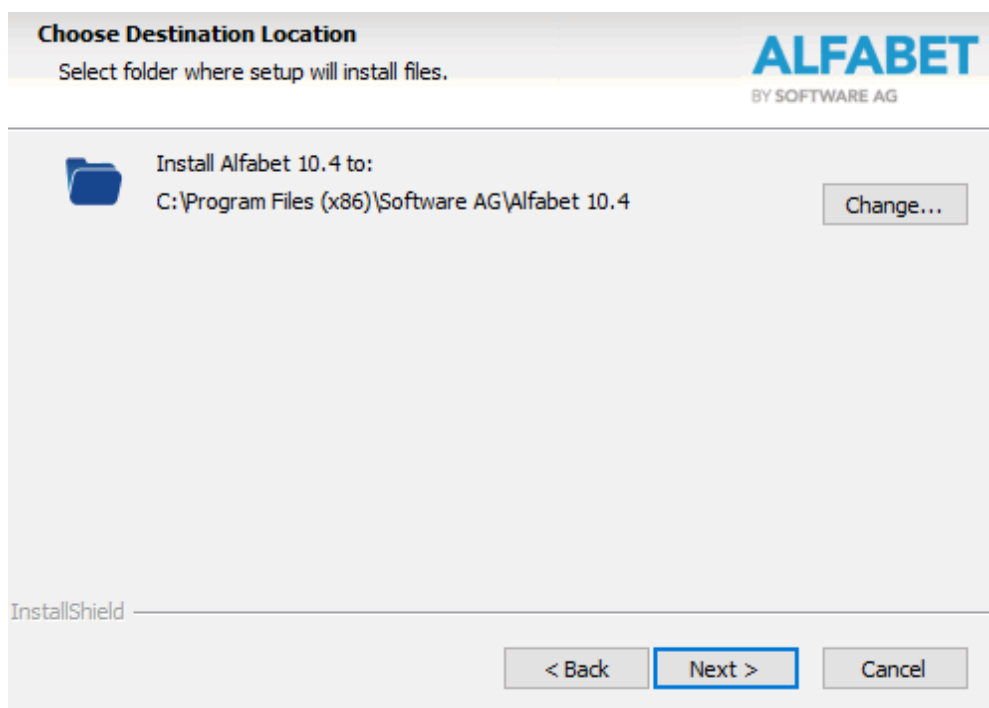 Choose Destination Location
Select folder where setup will install files.
ALFABET
BY SOFTWARE AG
Install Alfabet 10.4 to:
C:\Program Files (x86)\Software AG\Alfabet 10.4
Change...
InstallShield
< Back
Next >
Cancel